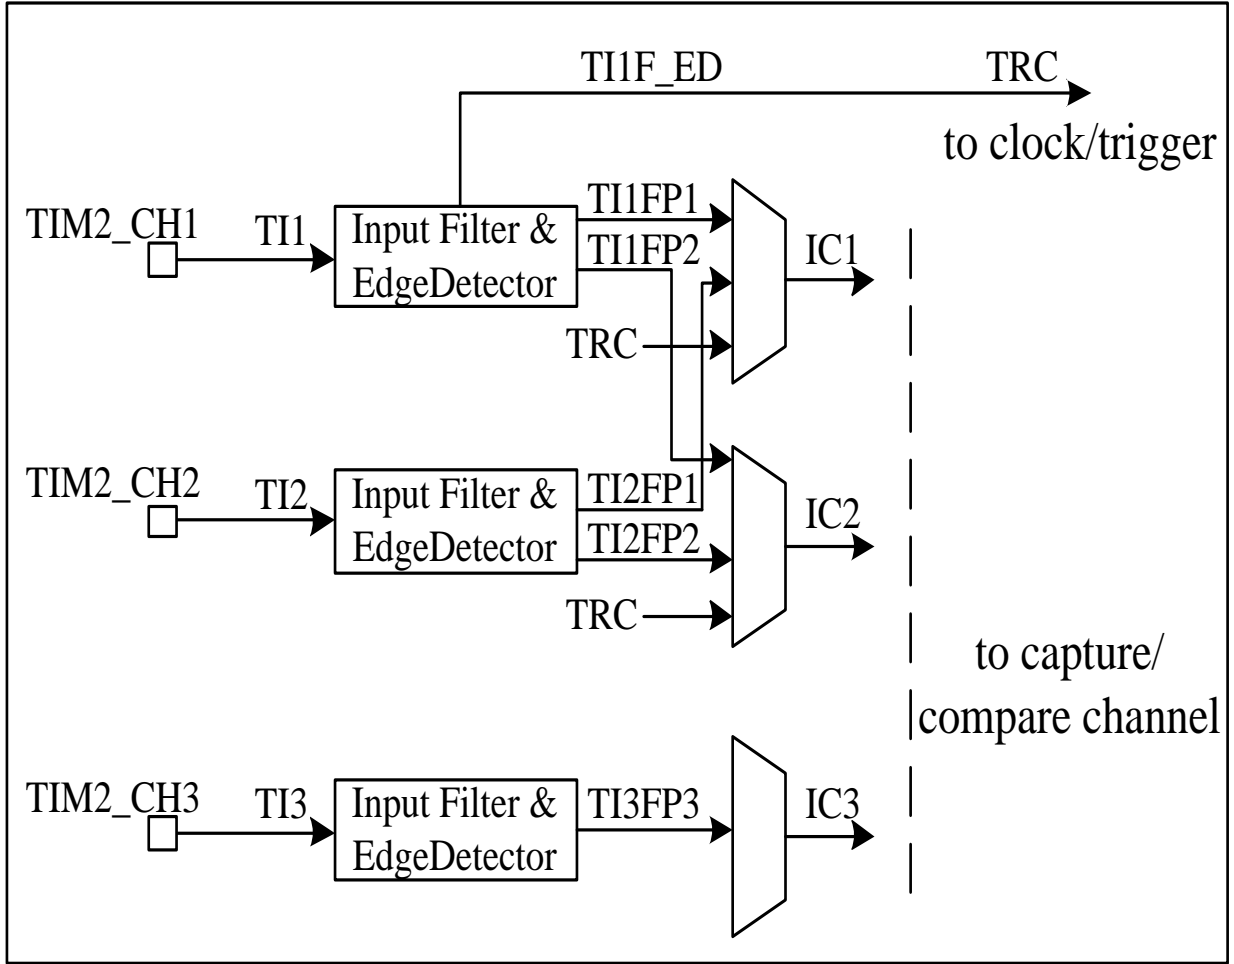 TI1F_ED
TRC
to clock/trigger
TIM2_CH1
TI1
Input Filter &
EdgeDetector
TI1FP1
TI1FP2
TRC
IC1
TIM2_CH2
TI2
Input Filter &
EdgeDetector
TI2FP1
TI2FP2
TRC
IC2
to capture/
compare channel
TIM2_CH3
TI3
Input Filter &
EdgeDetector
TI3FP3
IC3